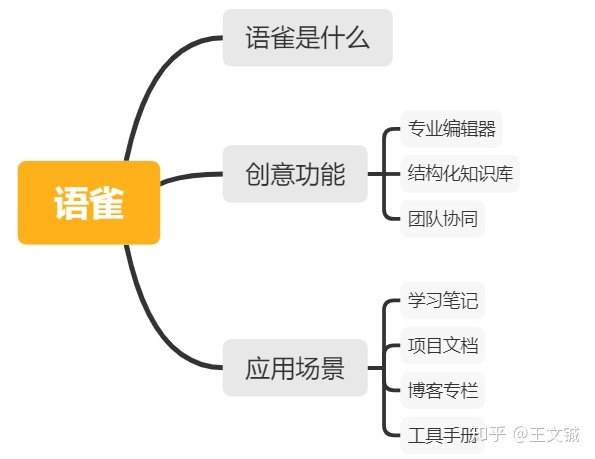 语雀
语雀是什么
创意功能
专业编辑器
结构化知识库
团队协同
应用场景
学习笔记
项目文档
博客专栏
工具手册
知乎 @王文铖